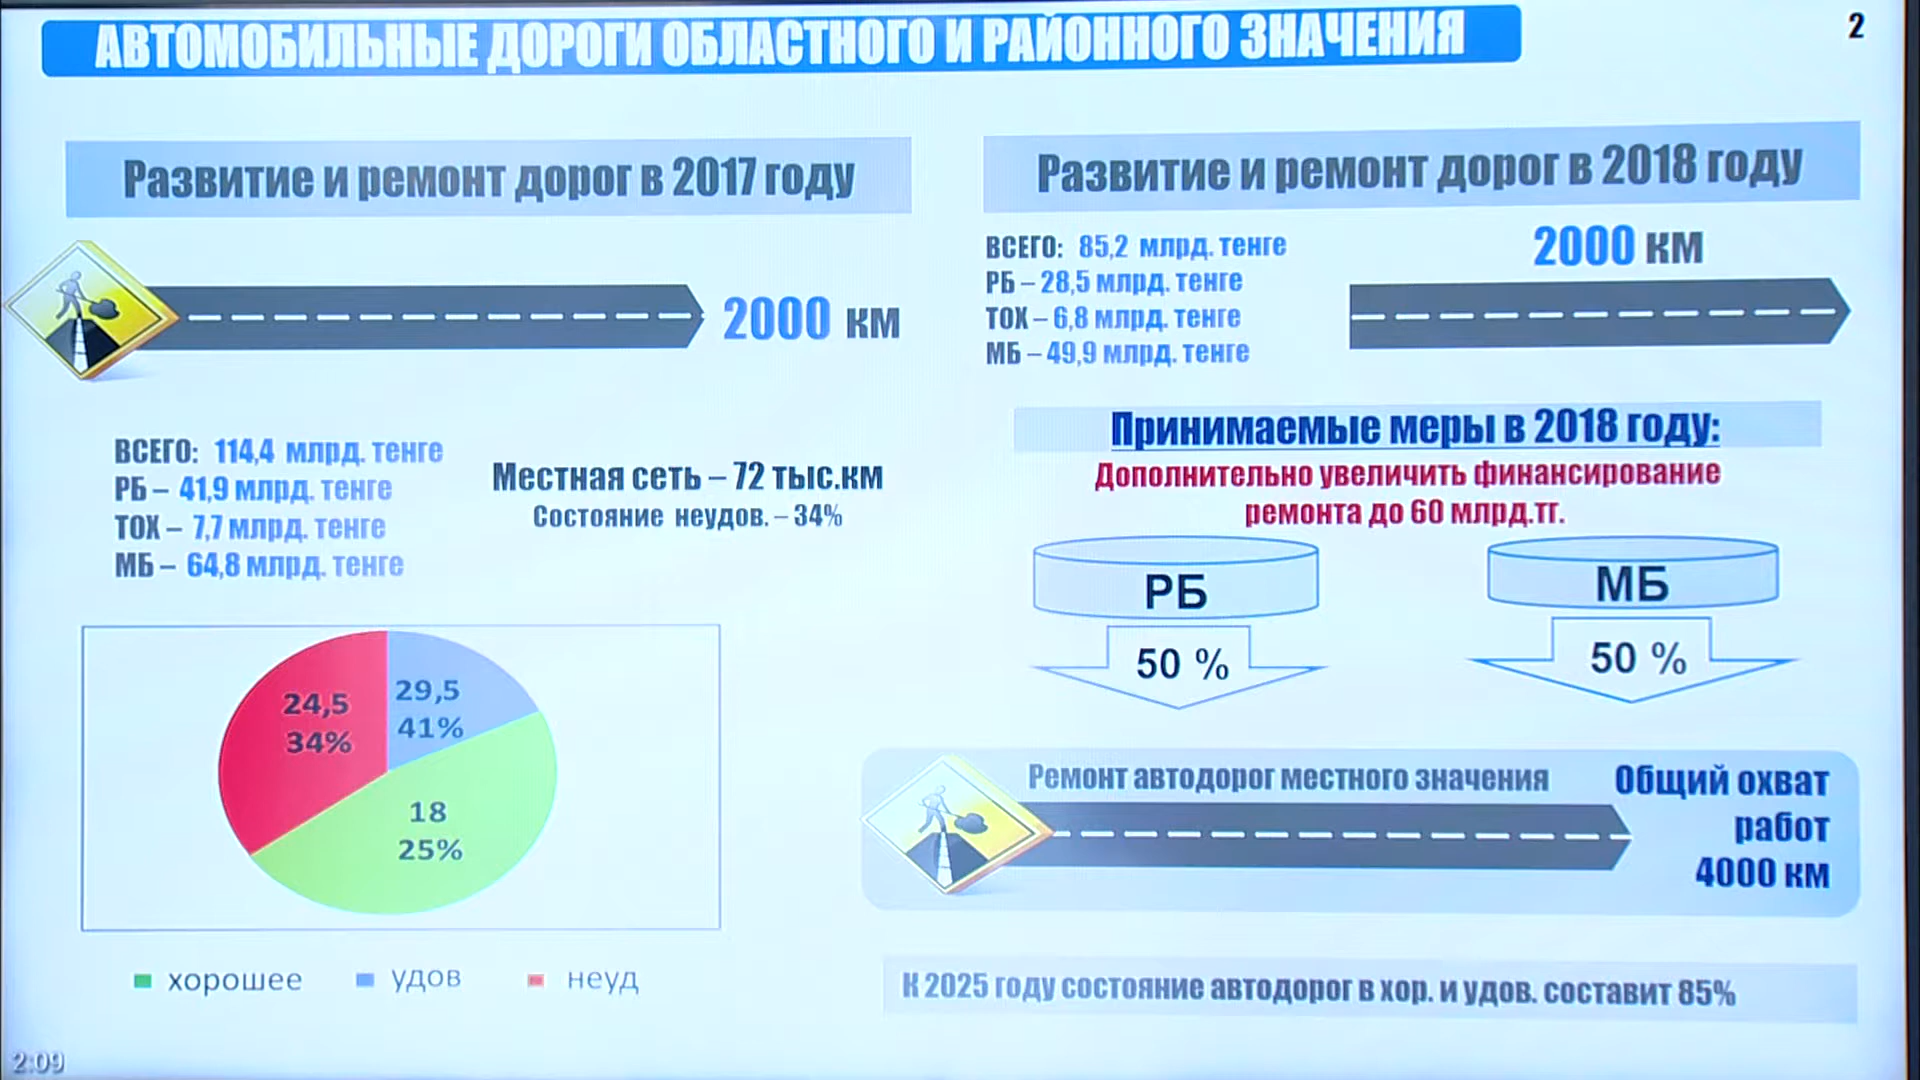 АВТОМОБИЛЬНЫЕ ДОРОГИ ОБЛАСТНОГО И РАЙОННОГО ЗНАЧЕНИЯ
2
Развитие и ремонт дорог в 2017 году
2000 км
ВСЕГО: 114,4 млрд. тенге
РБ – 41,9 млрд. тенге
ТОХ – 7,7 млрд. тенге
МБ – 64,8 млрд. тенге
Местная сеть – 72 тыс.км
Состояние неудов. – 34%
24,5
34%
29,5
41%
18
25%
хорошее
удов
неуд
Развитие и ремонт дорог в 2018 году
ВСЕГО: 85,2 млрд. тенге
РБ – 28,5 млрд. тенге
ТОХ – 6,8 млрд. тенге
МБ – 49,9 млрд. тенге
2000 км
Принимаемые меры в 2018 году:
Дополнительно увеличить финансирование
ремонта до 60 млрд.тг.
РБ
50 %
МБ
50 %
Ремонт автодорог местного значения
Общий охват
работ
4000 км
К 2025 году состояние автодорог в хор. и удов. составит 85%
2:09